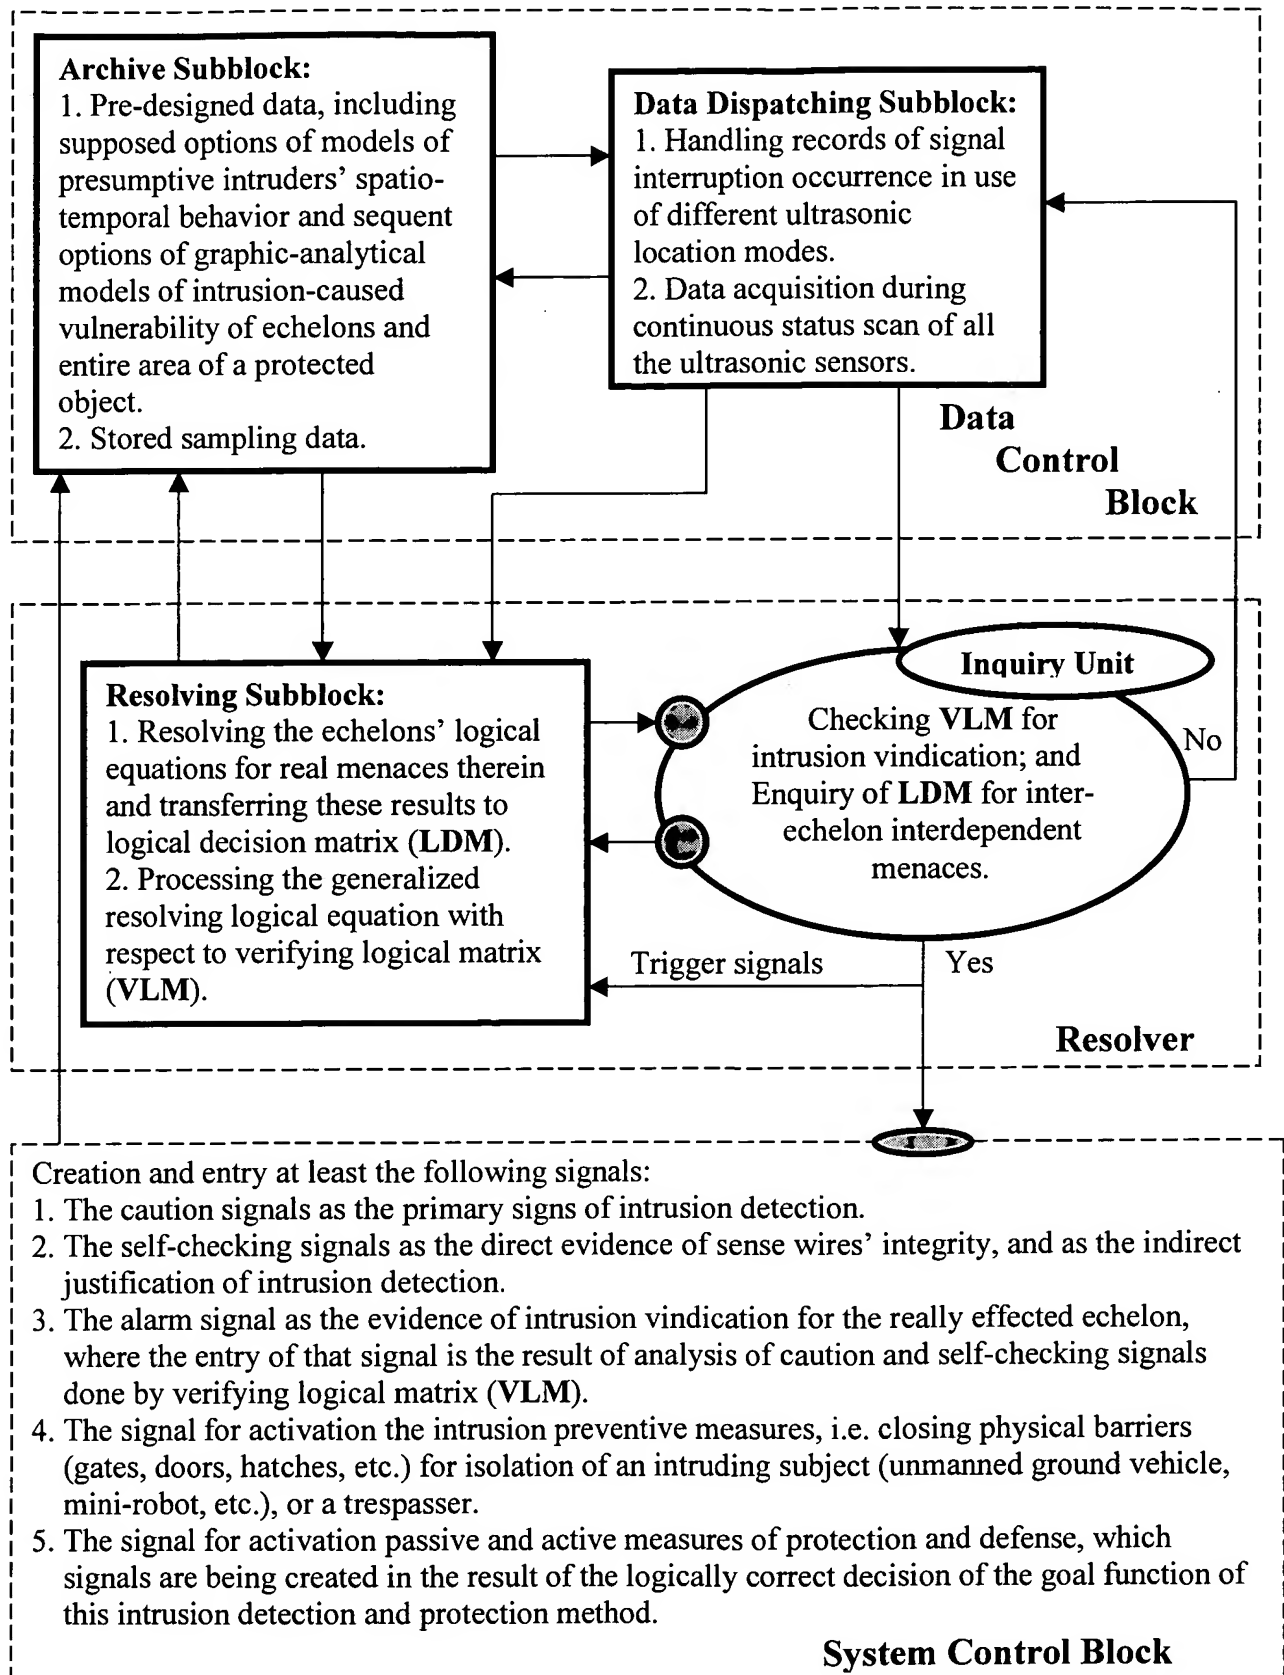 Archive Subblock:
1. Pre-designed data, including
supposed options of models of
presumptive intruders’ spatio-
temporal behavior and sequent
options of graphic-analytical
models of intrusion-caused
vulnerability of echelons and
entire area of a protected
object.
2. Stored sampling data.
Data Dispatching Subblock:
1. Handling records of signal
interruption occurrence in use
of different ultrasonic
location modes.
2. Data acquisition during
continuous status scan of all
the ultrasonic sensors.
Data
Control
Block
Resolving Subblock:
1. Resolving the echelons’ logical
equations for real menaces therein
and transferring these results to
logical decision matrix (LDM).
2. Processing the generalized
resolving logical equation with
respect to verifying logical matrix
(VLM).
Inquiry Unit
Checking VLM for
intrusion vindication; and
Enquiry of LDM for inter-
echelon interdependent
menaces.
No
Trigger signals
Yes
Resolver
Creation and entry at least the following signals:
1. The caution signals as the primary signs of intrusion detection.
2. The self-checking signals as the direct evidence of sense wires’ integrity, and as the indirect
justification of intrusion detection.
3. The alarm signal as the evidence of intrusion vindication for the really effected echelon,
where the entry of that signal is the result of analysis of caution and self-checking signals
done by verifying logical matrix (VLM).
4. The signal for activation the intrusion preventive measures, i.e. closing physical barriers
(gates, doors, hatches, etc.) for isolation of an intruding subject (unmanned ground vehicle,
mini-robot, etc.), or a trespasser.
5. The signal for activation passive and active measures of protection and defense, which
signals are being created in the result of the logically correct decision of the goal function of
this intrusion detection and protection method.
System Control Block